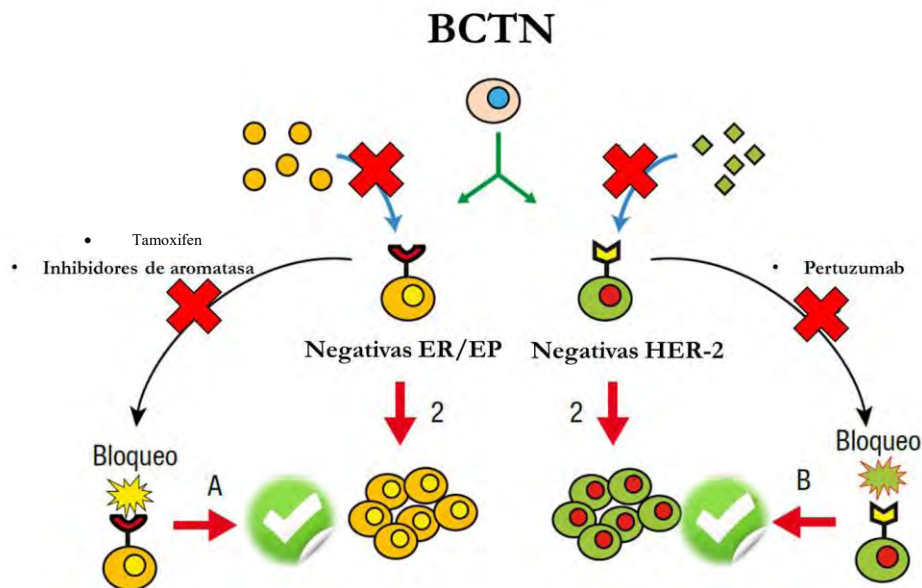 BCTN
• Tamoxifen
• Inhibidores de aromatasa
• Pertuzumab
Negativas ER/EP
Negativas HER-2
2
2
Bloqueo
A
B
Bloqueo